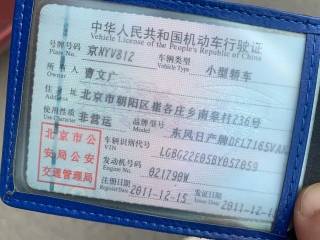 中华人民共和国机动车行驶证
Vehicle License of the People's Republic of China
号牌号码 京NYV812 车辆类型 小型轿车
Plate No. Vehicle Type
所有人 曹文广
Owner
住址 北京市朝阳区崔各庄乡南皋村236号
Address
使用性质 非营运 品牌型号 东风日产牌DFL7165VA
Use Character Model
北京市公
安局公安
交通管理局
车辆识别代号 LGBG22E05BY057059
VIN
发动机号码 021790W
Engine No.
注册日期 2011-12-15 发证日期 2011-12-1
Register Date Issue Date